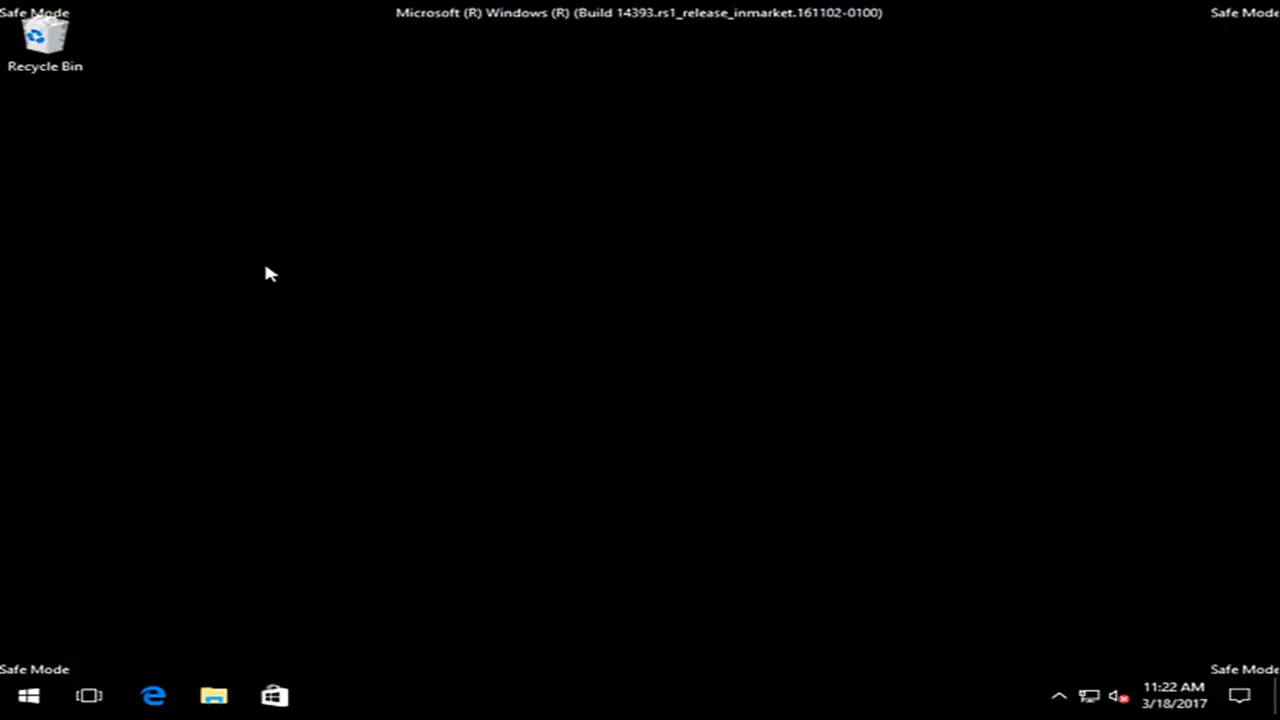 Safe Mode
Microsoft (R) Windows (R) (Build 14393.rs1_release_inmarket.161102-0100)
Safe Mode
Recycle Bin
Safe Mode
Safe Mode
11:22 AM
3/18/2017